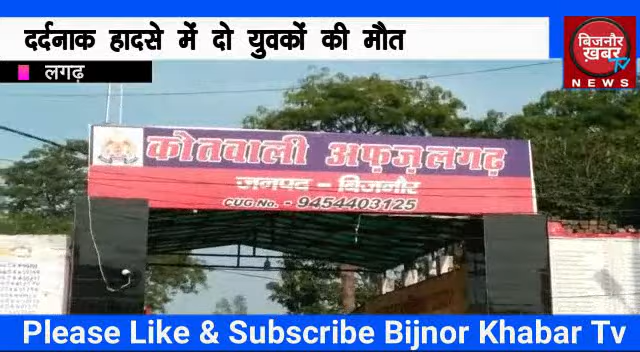 दर्दनाक हादसे में दो युवकों की मौत
बिजनौर
खबर
TV
NEWS
लगढ़
कोतवाली अफ़ज़लगढ़
जनपद - बिजनौर
CUG No. - 9454403125
Please Like & Subscribe Bijnor Khabar Tv